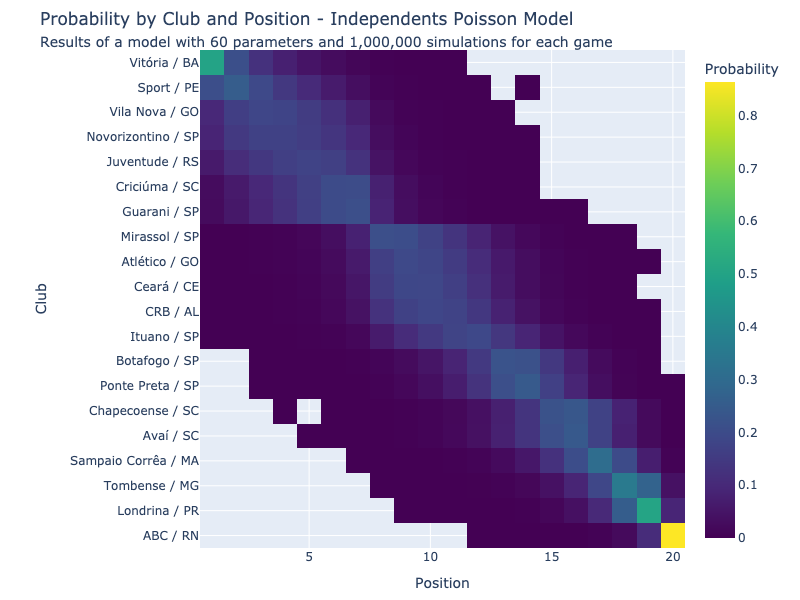 Probability by Club and Position - Independents Poisson Model
Results of a model with 60 parameters and 1,000,000 simulations for each game
Probability
Vitória / BA
Sport / PE
Vila Nova / GO
Novorizontino / SP
Juventude / RS
Criciúma / SC
Guarani / SP
Mirassol / SP
Atlético / GO
Ceará / CE
CRB / AL
Ituano / SP
Botafogo / SP
Ponte Preta / SP
Chapecoense / SC
Avaí / SC
Sampaio Corrêa / MA
Tombense / MG
Londrina / PR
ABC / RN
Club
5
10
15
20
Position
0.8
0.7
0.6
0.5
0.4
0.3
0.2
0.1
0